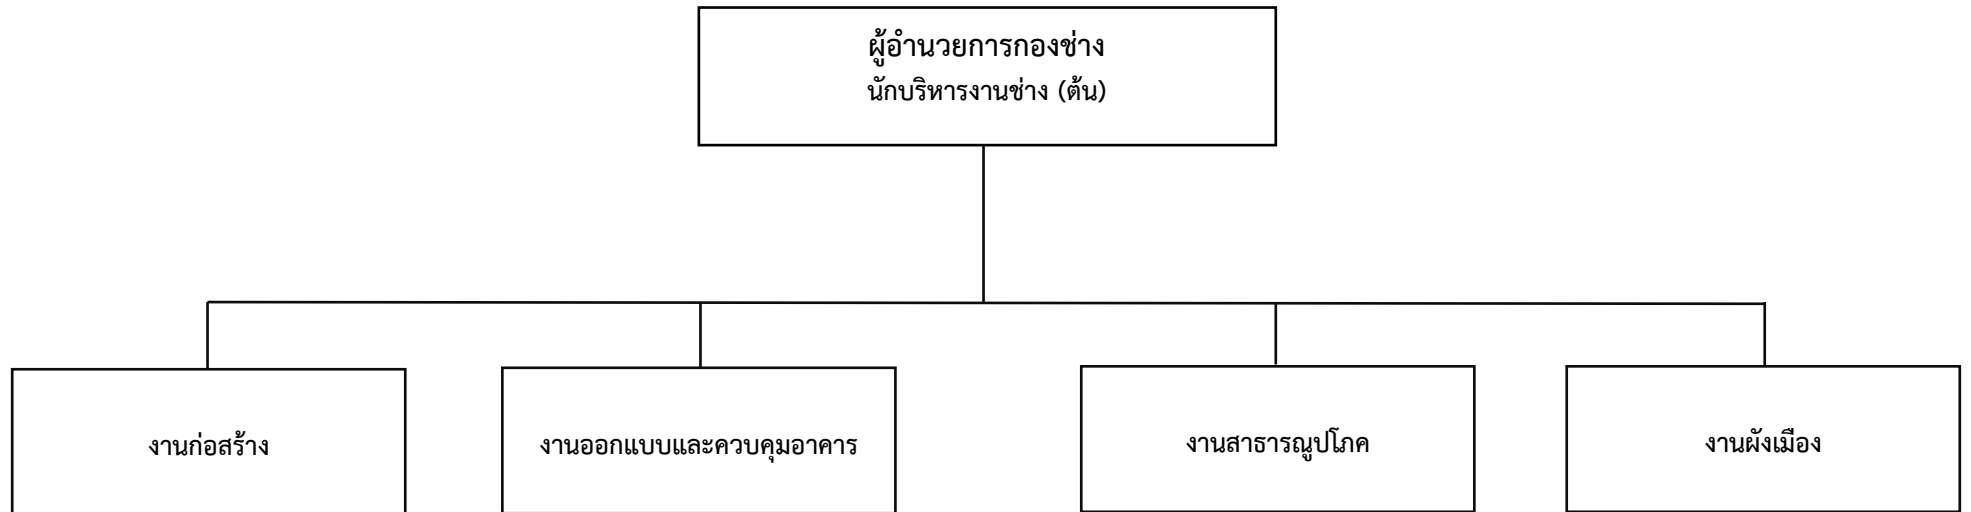 ผู้อำนวยการกองช่าง
นักบริหารงานช่าง (ต้น)
งานก่อสร้าง
งานออกแบบและควบคุมอาคาร
งานสาธารณูปโภค
งานผังเมือง